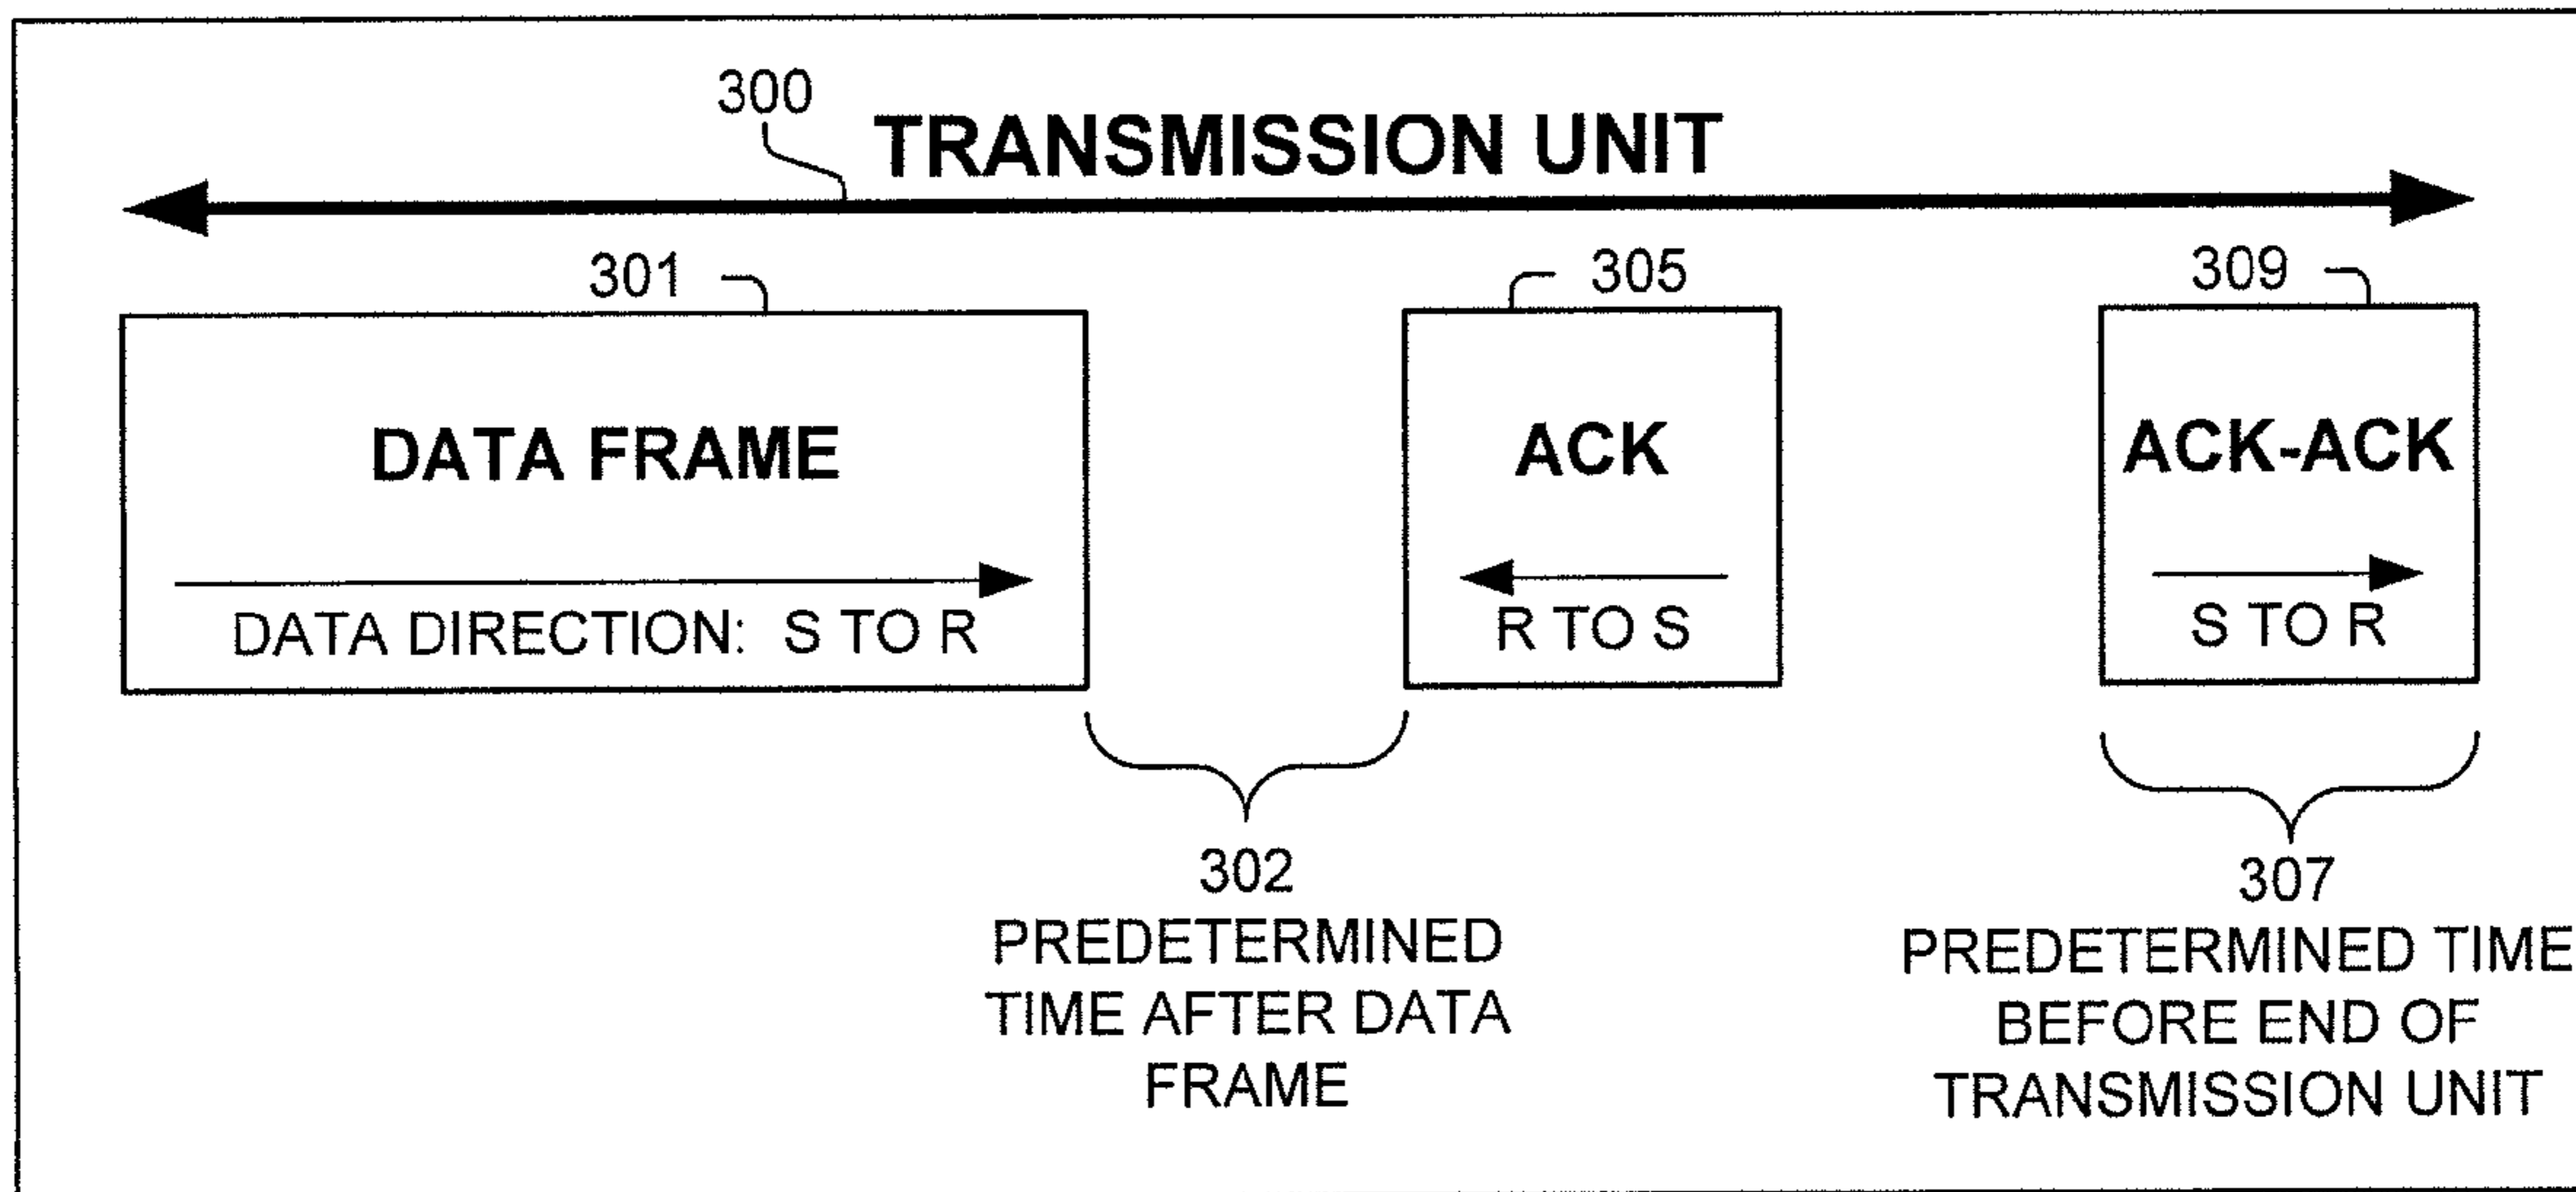 300
TRANSMISSION UNIT
301
305
309
DATA FRAME
ACK
ACK-ACK
DATA DIRECTION: S TO R
R TO S
S TO R
302
PREDETERMINED
TIME AFTER DATA
FRAME
307
PREDETERMINED TIME
BEFORE END OF
TRANSMISSION UNIT